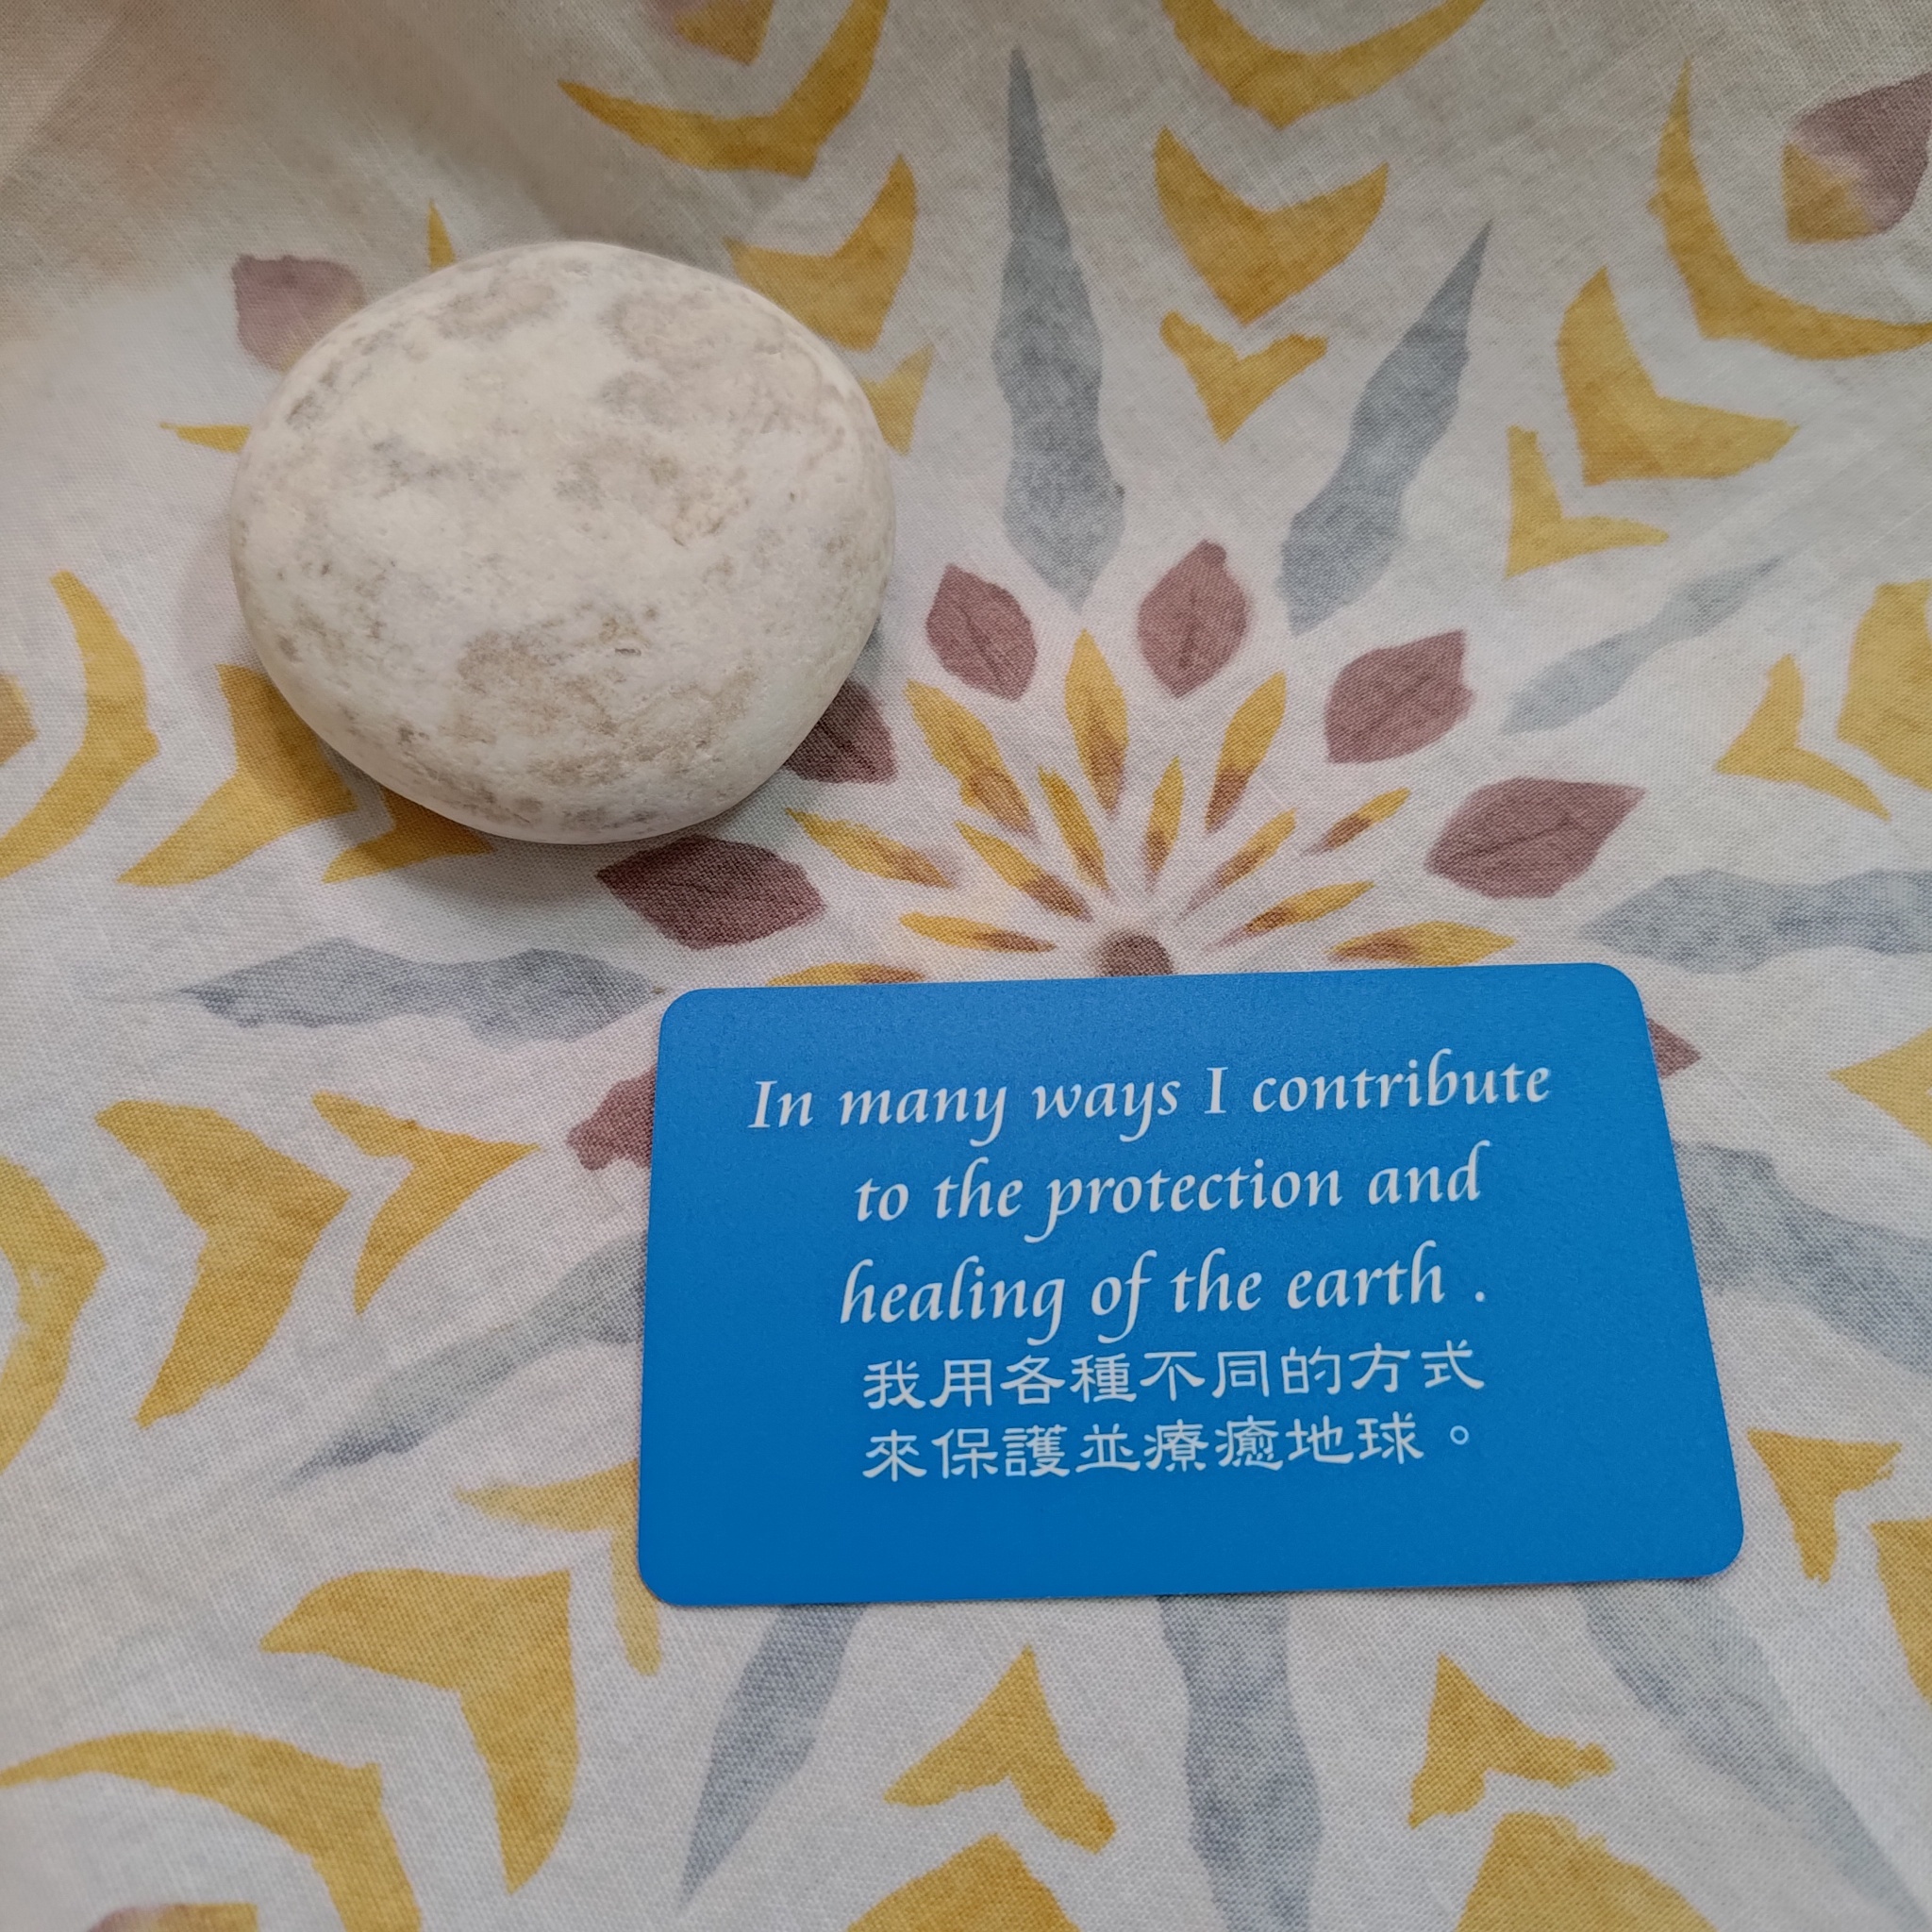 In many ways I contribute
to the protection and
healing of the earth .
我用各種不同的方式
來保護並療癒地球。